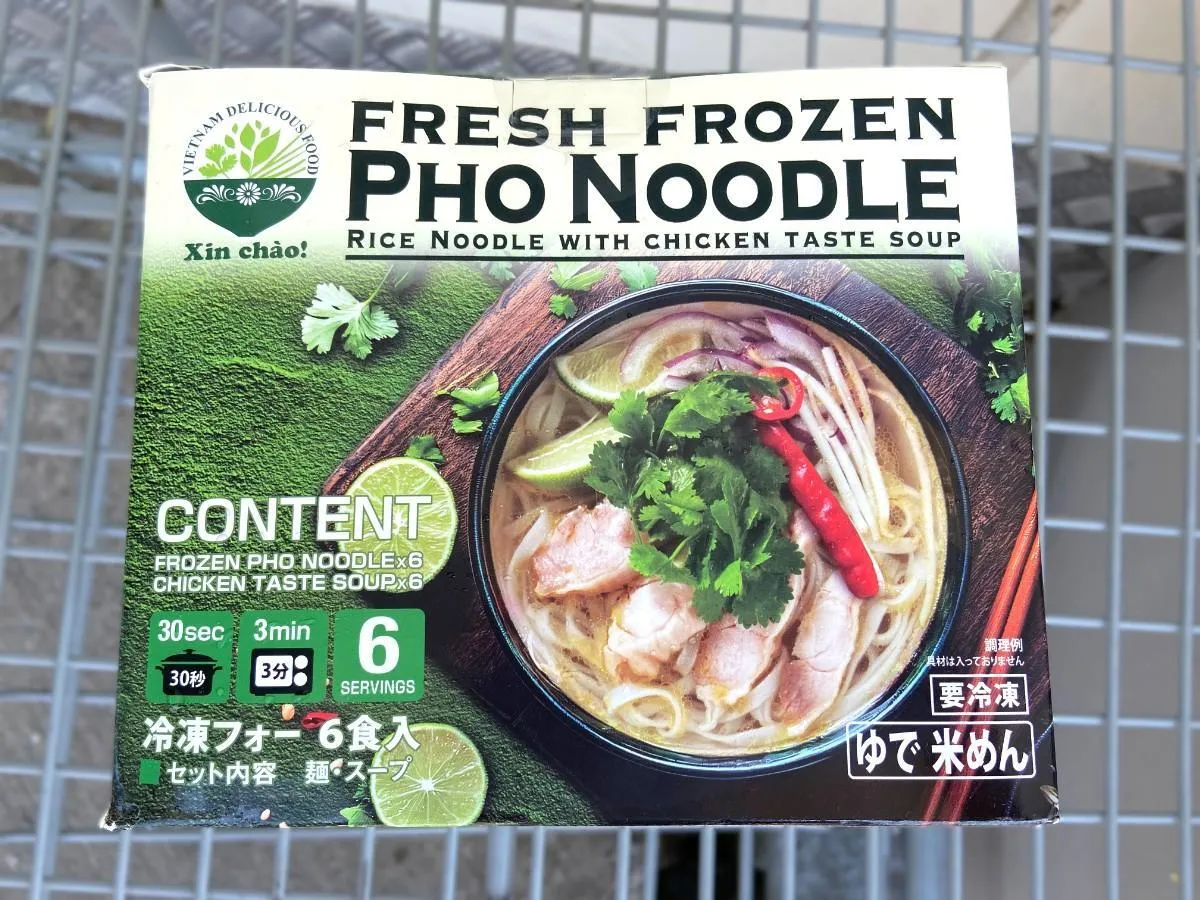 VIETNAM DELICIOUS FOOD
Xin chào!
FRESH FROZEN
PHO NOODLE
RICE NOODLE WITH CHICKEN TASTE SOUP
CONTENT
FROZEN PHO NOODLE×6
CHICKEN TASTE SOUP×6
30sec
30秒
3min
3分
6
SERVINGS
冷凍フォー 6食入
セット内容 麺・スープ
調理例
具材は入っておりません
要冷凍
ゆで 米めん